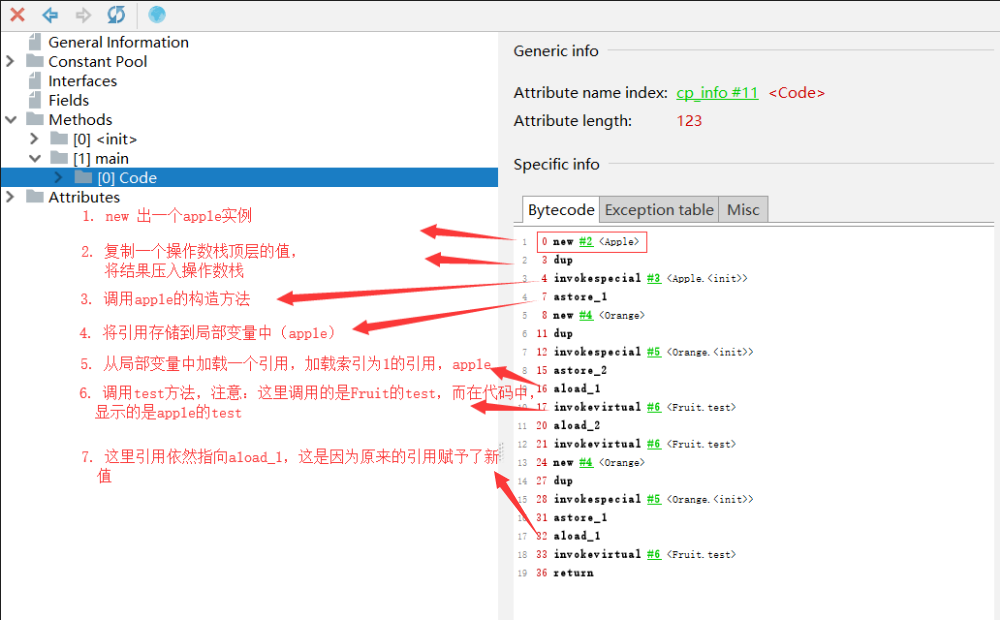 General Information
Constant Pool
Interfaces
Fields
Methods
[0] <init>
[1] main
[0] Code
Attributes
1. new 出一个apple实例
2. 复制一个操作数栈顶层的值，
将结果压入操作数栈
3. 调用apple的构造方法
4. 将引用存储到局部变量中（apple）
5. 从局部变量中加载一个引用，加载索引为1的引用，apple
6. 调用test方法，注意：这里调用的是Fruit的test，而在代码中，
显示的是apple的test
7. 这里引用依然指向aload_1，这是因为原来的引用赋予了新
值
Generic info
Attribute name index: cp_info #11 <Code>
Attribute length: 123
Specific info
Bytecode Exception table Misc
1 0 new #2 <Apple>
2 3 dup
3 4 invokespecial #3 <Apple.<init>>
4 7 astore_1
5 8 new #4 <Orange>
6 11 dup
7 12 invokespecial #5 <Orange.<init>>
8 15 astore_2
9 16 aload_1
10 17 invokevirtual #6 <Fruit.test>
11 20 aload_2
12 21 invokevirtual #6 <Fruit.test>
13 24 new #4 <Orange>
14 27 dup
15 28 invokespecial #5 <Orange.<init>>
16 31 astore_1
17 32 aload_1
18 33 invokevirtual #6 <Fruit.test>
19 36 return